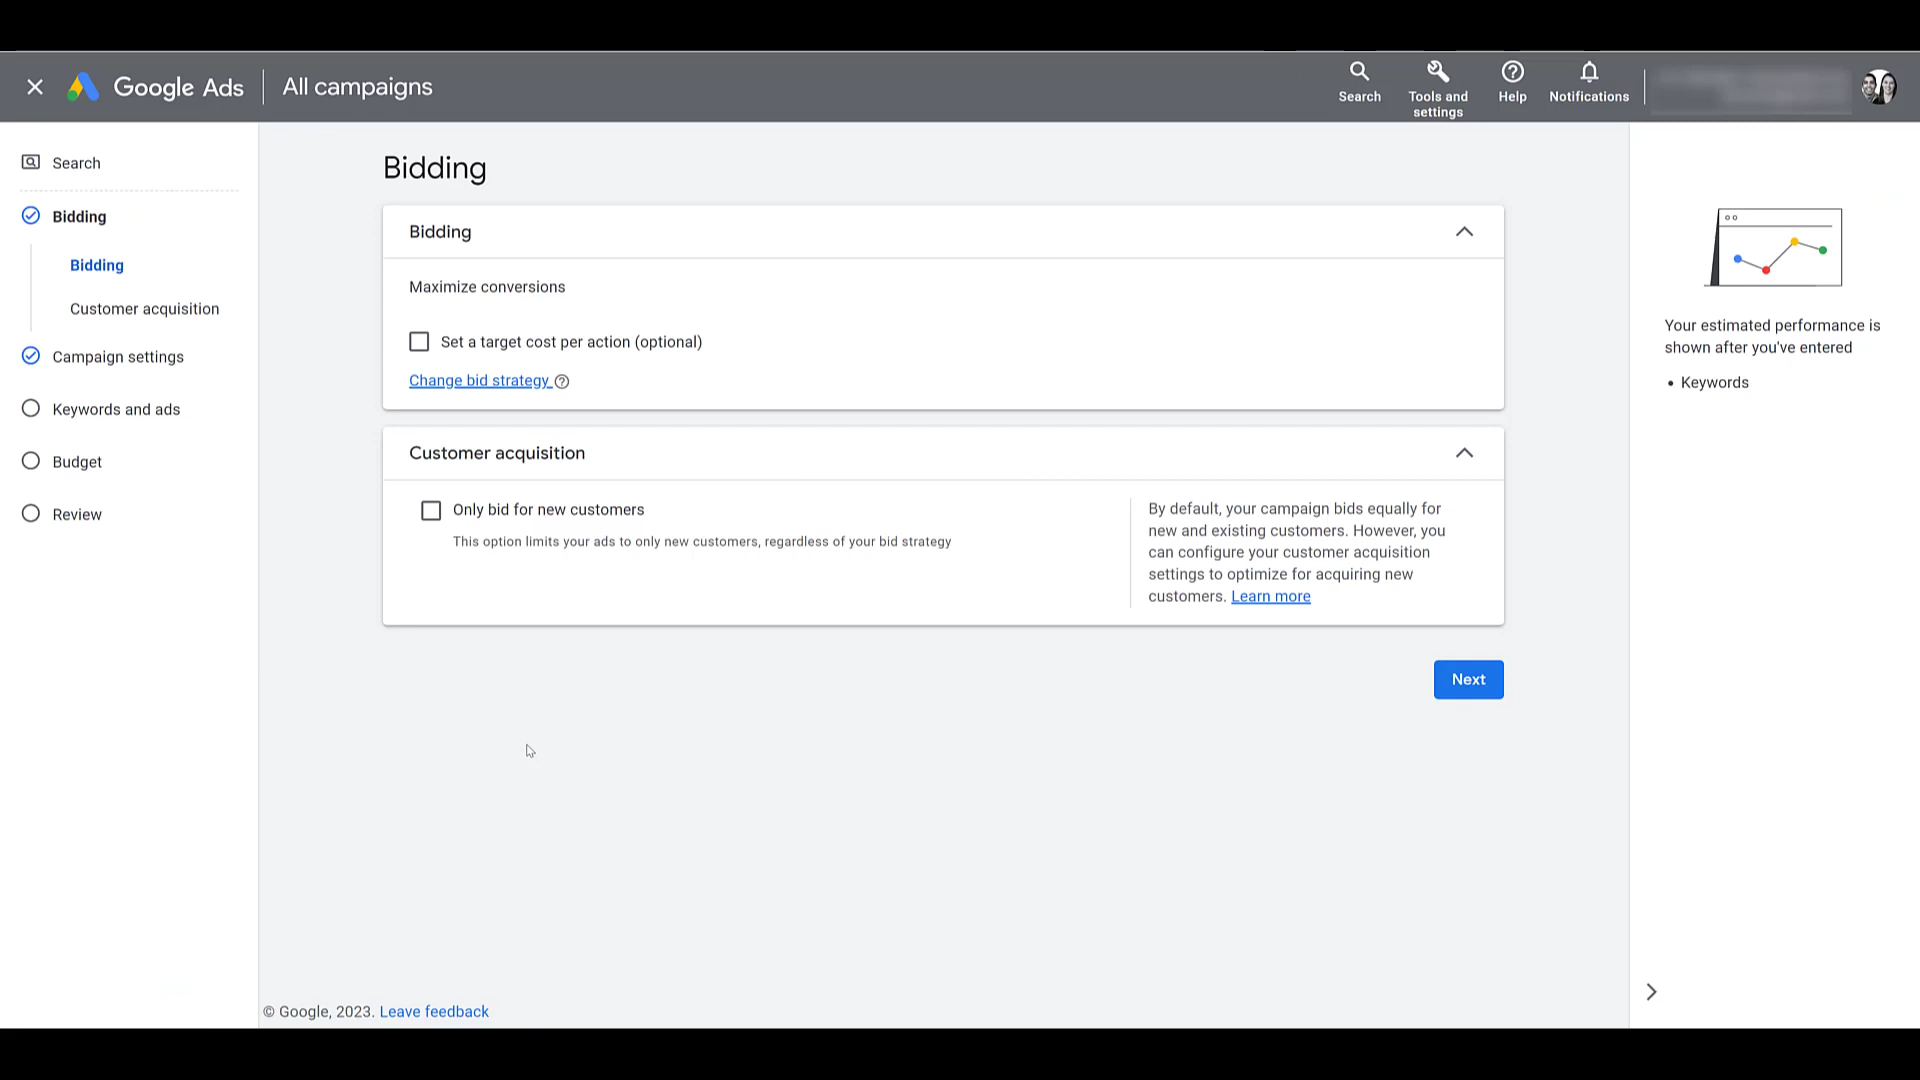 Google Ads
All campaigns
Search
Tools and
settings
Help
Notifications
Search
Bidding
Bidding
Customer acquisition
Campaign settings
Keywords and ads
Budget
Review
Bidding
Bidding
Maximize conversions
Set a target cost per action (optional)
Change bid strategy
Customer acquisition
Only bid for new customers
This option limits your ads to only new customers, regardless of your bid strategy
By default, your campaign bids equally for
new and existing customers. However, you
can configure your customer acquisition
settings to optimize for acquiring new
customers. Learn more
Next
Your estimated performance is
shown after you've entered
• Keywords
© Google, 2023. Leave feedback